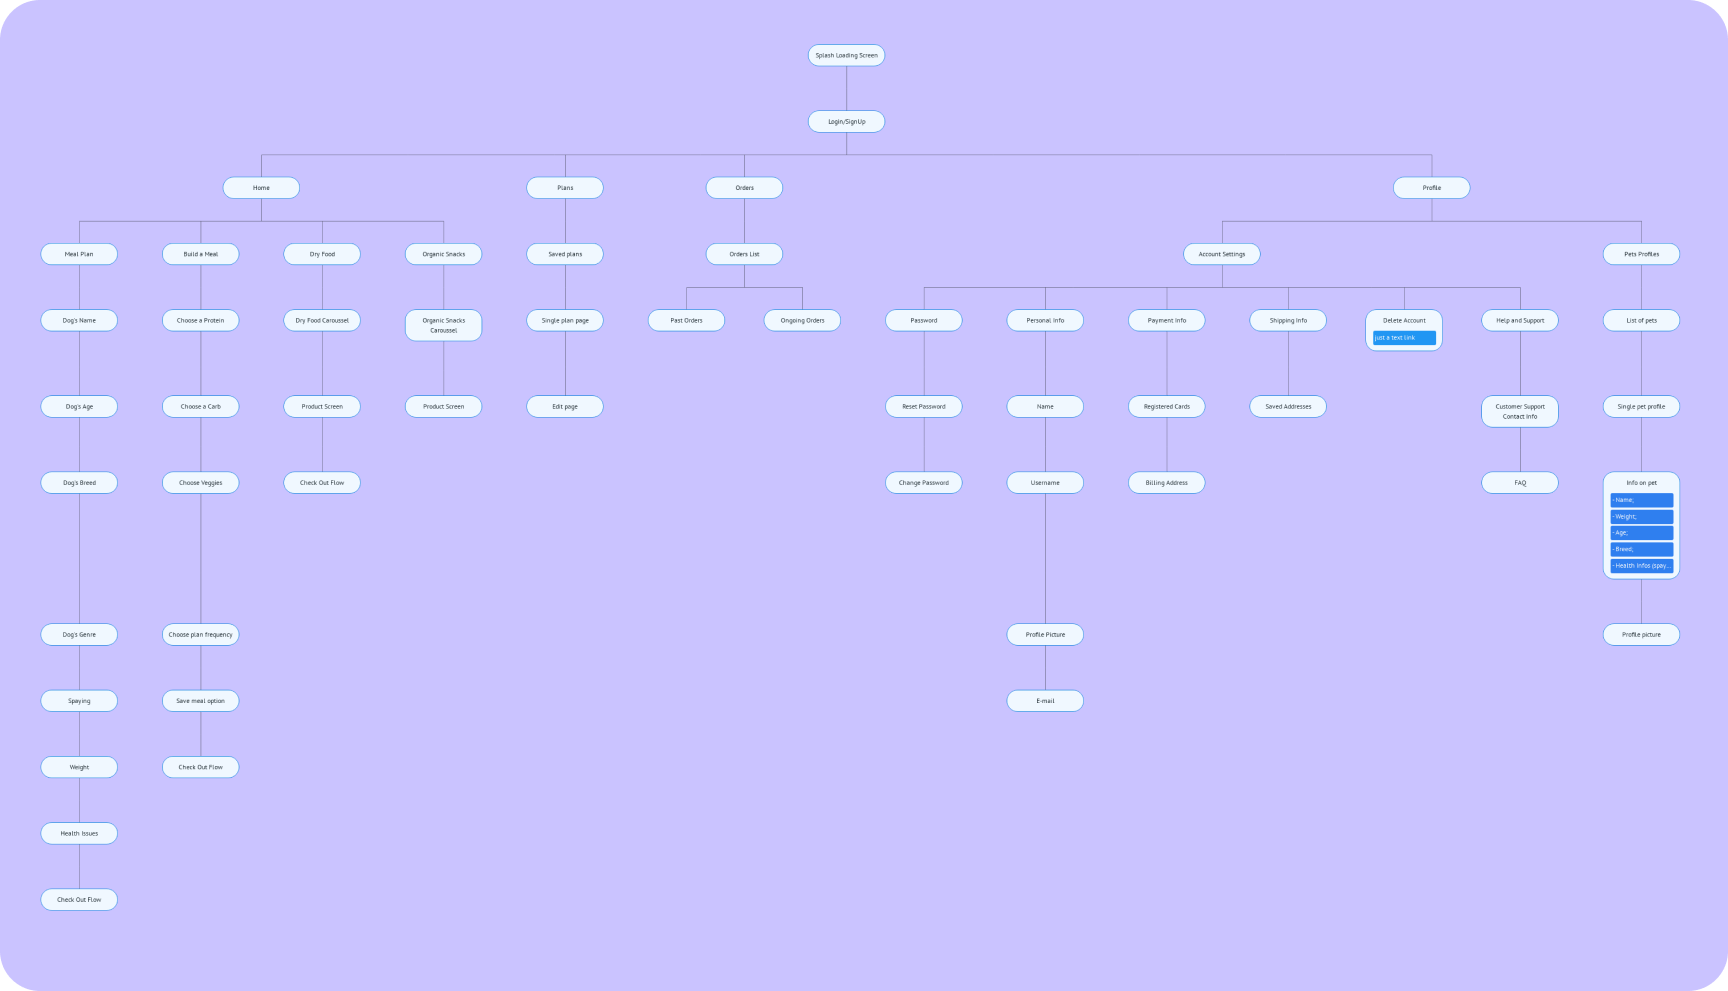 Splash Loading Screen
Login/SignUp
Home
Plans
Orders
Profile
Meal Plan
Build a Meal
Dry Food
Organic Snacks
Saved plans
Orders List
Account Settings
Pets Profiles
Dog's Name
Choose a Protein
Dry Food Caroussel
Organic Snacks
Caroussel
Single plan page
Past Orders
Ongoing Orders
Password
Personal Info
Payment Info
Shipping Info
Delete Account
just a text link
Help and Support
List of pets
Dog's Age
Choose a Carb
Product Screen
Product Screen
Edit page
Reset Password
Name
Registered Cards
Saved Addresses
Customer Support
Contact Info
Single pet profile
Dog's Breed
Choose Veggies
Check Out Flow
Change Password
Username
Billing Address
FAQ
Info on pet
- Name;
- Weight;
- Age;
- Breed;
- Health Infos (spay...
Dog's Genre
Choose plan frequency
Profile Picture
Profile picture
Spaying
Save meal option
E-mail
Weight
Check Out Flow
Health Issues
Check Out Flow